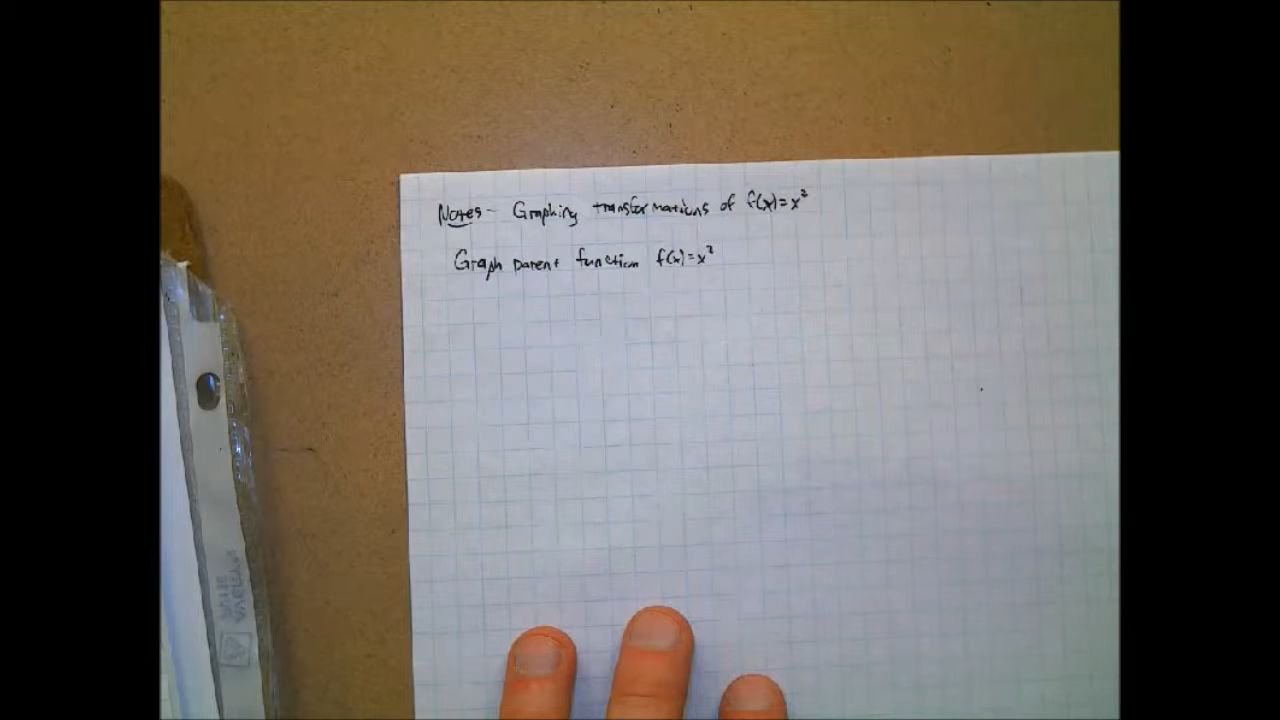 Notes - Graphing transformations of f(x)=x²
Graph parent function f(x)=x²